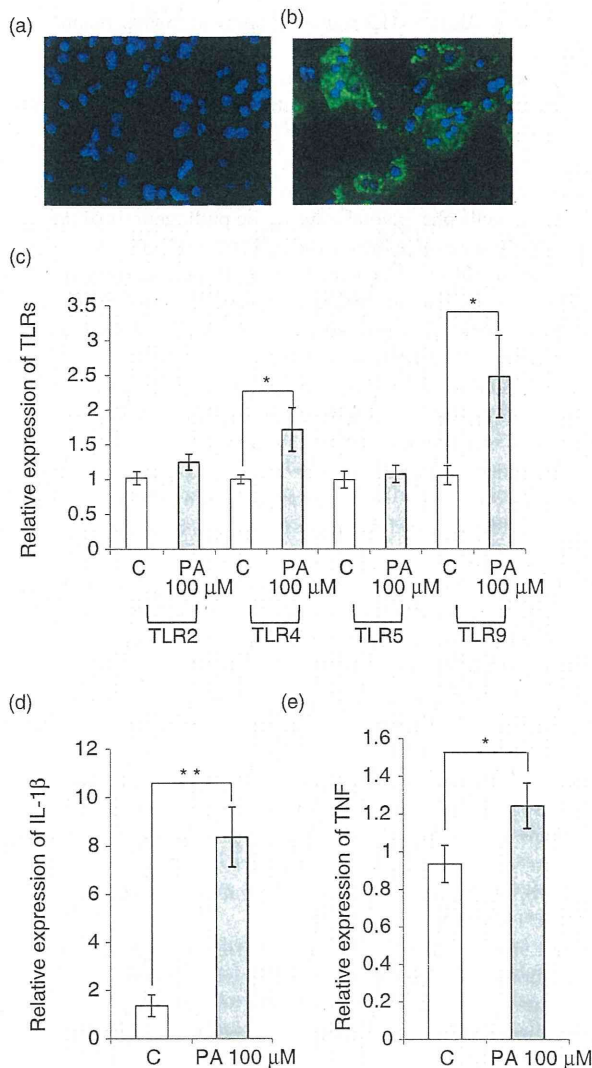 (a)
(b)
(c)
Relative expression of TLRs
3.5
3
2.5
2
1.5
1
0.5
0
*
*
C PA C PA C PA C PA
100 μM 100 μM 100 μM 100 μM
TLR2 TLR4 TLR5 TLR9
(d)
Relative expression of IL-1β
12
10
8
6
4
2
0
**
C PA 100 μM
(e)
Relative expression of TNF
1.6
1.4
1.2
1
0.8
0.6
0.4
0.2
0
*
C PA 100 μM